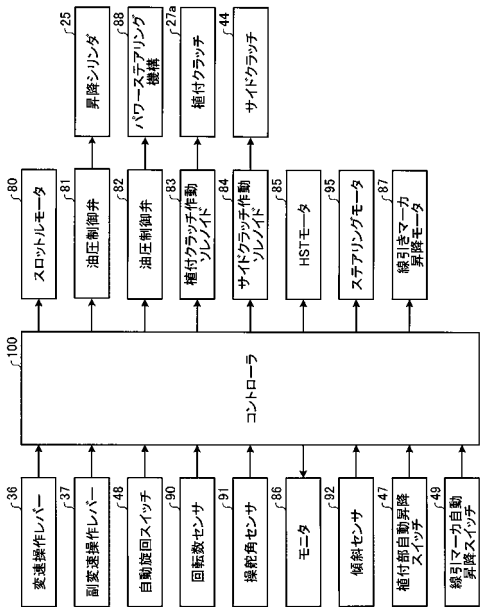 36
変速操作レバー
37
副変速操作レバー
48
自動旋回スイッチ
90
回転数センサ
91
操舵角センサ
86
モニタ
92
傾斜センサ
47
植付部自動昇降
スイッチ
49
線引マーカ自動
昇降スイッチ
100
コントローラ
80
スロットルモータ
81
油圧制御弁
82
油圧制御弁
83
植付クラッチ作動
ソレノイド
84
サイドクラッチ作動
ソレノイド
85
HSTモータ
95
ステアリングモータ
87
線引きマーカ
昇降モータ
25
昇降シリンダ
88
パワーステアリング
機構
27a
植付クラッチ
44
サイドクラッチ